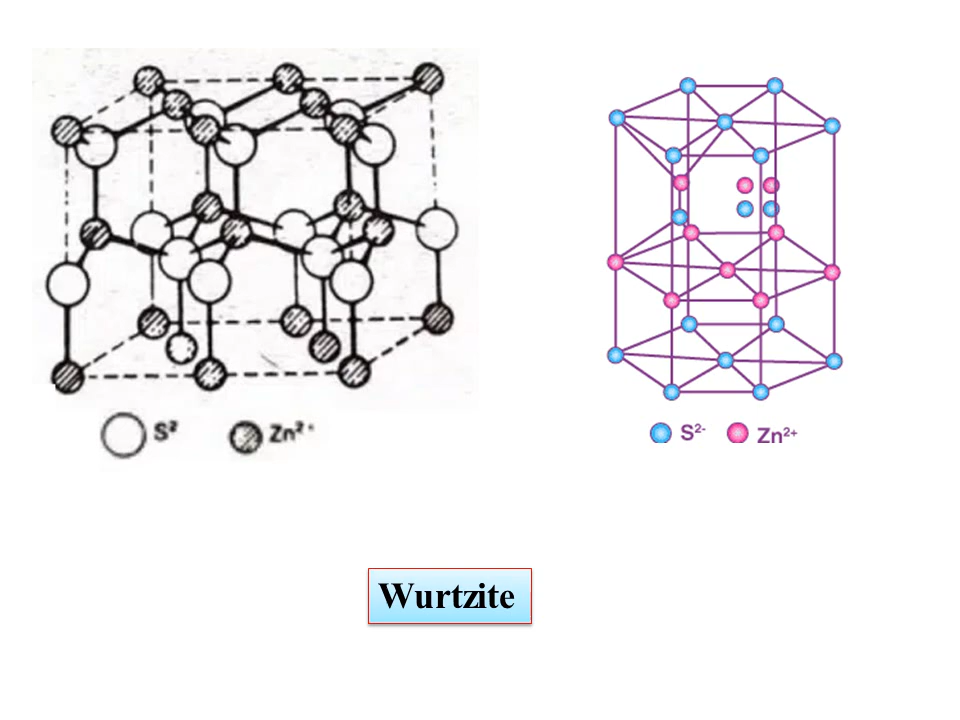 S²
Zn²⁺
S²⁻
Zn²⁺
Wurtzite